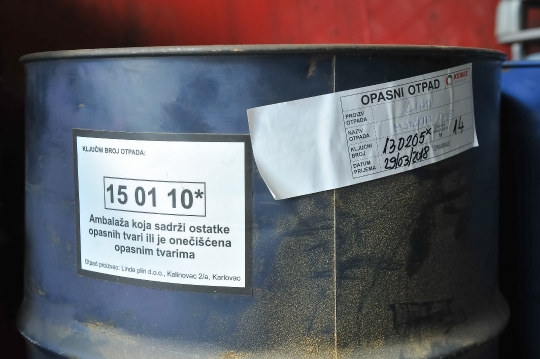 KLJUČNI BROJ OTPADA:
15 01 10*
Ambalaža koja sadrži ostatke
opasnih tvari ili je onečišćena
opasnim tvarima
Otpad proizveo: Linde plin d.o.o., Kalinovac 2/a, Karlovac
OPASNI OTPAD KEMIS
PROIZV
OTPADA
NAZIV
OTPADA
KLJUČNI
BROJ 130205* 14
DATUM
PRIJEMA 29/03/2018